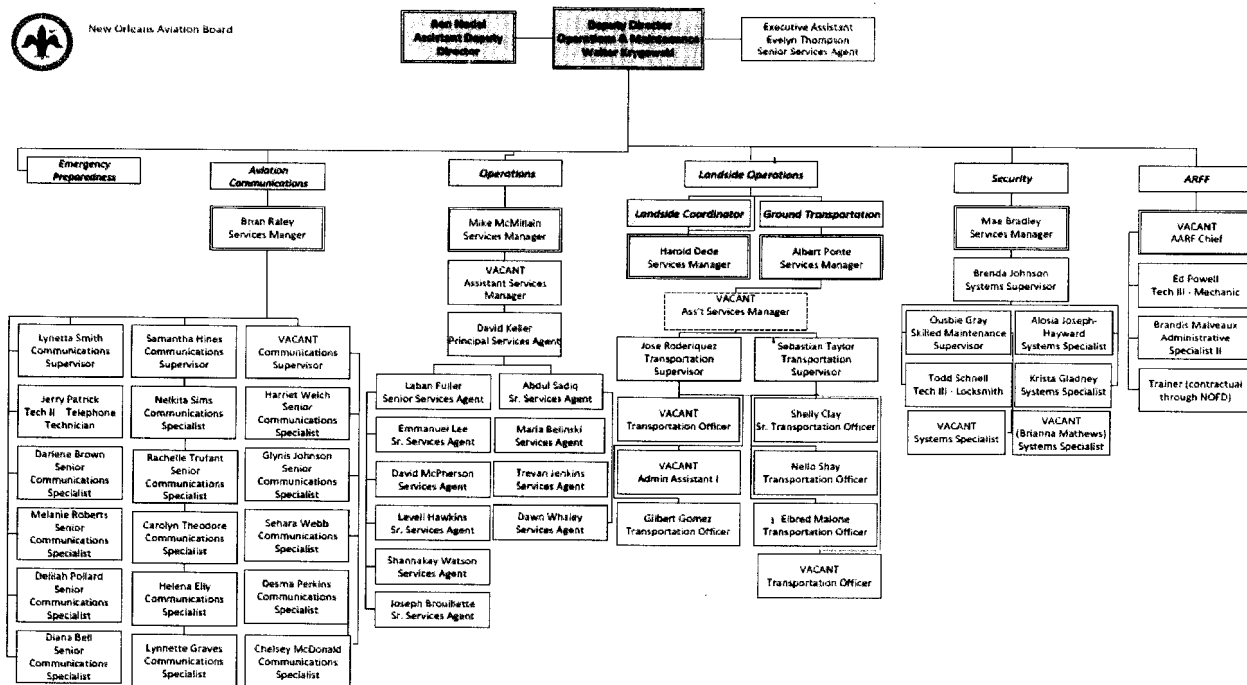 New Orleans Aviation Board
Assistant Deputy
Director
Deputy Director
Operations & Maintenance
Walter Krygowski
Executive Assistant
Evelyn Thompson
Senior Services Agent
Emergency
Preparedness
Aviation
Communications
Operations
Landside Operations
Security
ARFF
Landside Coordinator
Ground Transportation
Brian Raley
Services Manger
Mike McMillain
Services Manager
Harold Dede
Services Manager
Albert Ponte
Services Manager
Mae Bradley
Services Manager
VACANT
AARF Chief
VACANT
Assistant Services
Manager
David Keller
Principal Services Agent
VACANT
Ass't Services Manager
Brenda Johnson
Systems Supervisor
Ed Powell
Tech III - Mechanic
Brandis Malveaux
Administrative
Specialist II
Trainer (contractual
through NOFD)
Lynetta Smith
Communications
Supervisor
Jerry Patrick
Tech II Telephone
Technician
Darlene Brown
Senior
Communications
Specialist
Melanie Roberts
Senior
Communications
Specialist
Delilah Pollard
Senior
Communications
Specialist
Diana Bell
Senior
Communications
Specialist
Samantha Hines
Communications
Supervisor
Nelkita Sims
Communications
Specialist
Rachelle Trufant
Senior
Communications
Specialist
Carolyn Theodore
Communications
Specialist
Helena Elly
Communications
Specialist
Lynnette Graves
Communications
Specialist
VACANT
Communications
Supervisor
Harriet Welch
Senior
Communications
Specialist
Glynis Johnson
Senior
Communications
Specialist
Sehara Webb
Communications
Specialist
Desma Perkins
Communications
Specialist
Chelsey McDonald
Communications
Specialist
Laban Fuller
Senior Services Agent
Emmanuel Lee
Sr. Services Agent
David McPherson
Services Agent
Levell Hawkins
Sr. Services Agent
Shannakay Watson
Services Agent
Joseph Brouillette
Sr. Services Agent
Abdul Sadiq
Sr. Services Agent
Maria Belinski
Services Agent
Trevan Jenkins
Services Agent
Dawn Whaley
Services Agent
Jose Roderiquez
Transportation
Supervisor
VACANT
Transportation Officer
VACANT
Admin Assistant I
Gilbert Gomez
Transportation Officer
Sebastian Taylor
Transportation
Supervisor
Shelly Clay
Sr. Transportation Officer
Nello Shay
Transportation Officer
Elbred Malone
Transportation Officer
VACANT
Transportation Officer
Ousbie Gray
Skilled Maintenance
Supervisor
Todd Schnell
Tech III - Locksmith
VACANT
Systems Specialist
Alosia Joseph-
Hayward
Systems Specialist
Krista Gladney
Systems Specialist
VACANT
(Brianna Mathews)
Systems Specialist